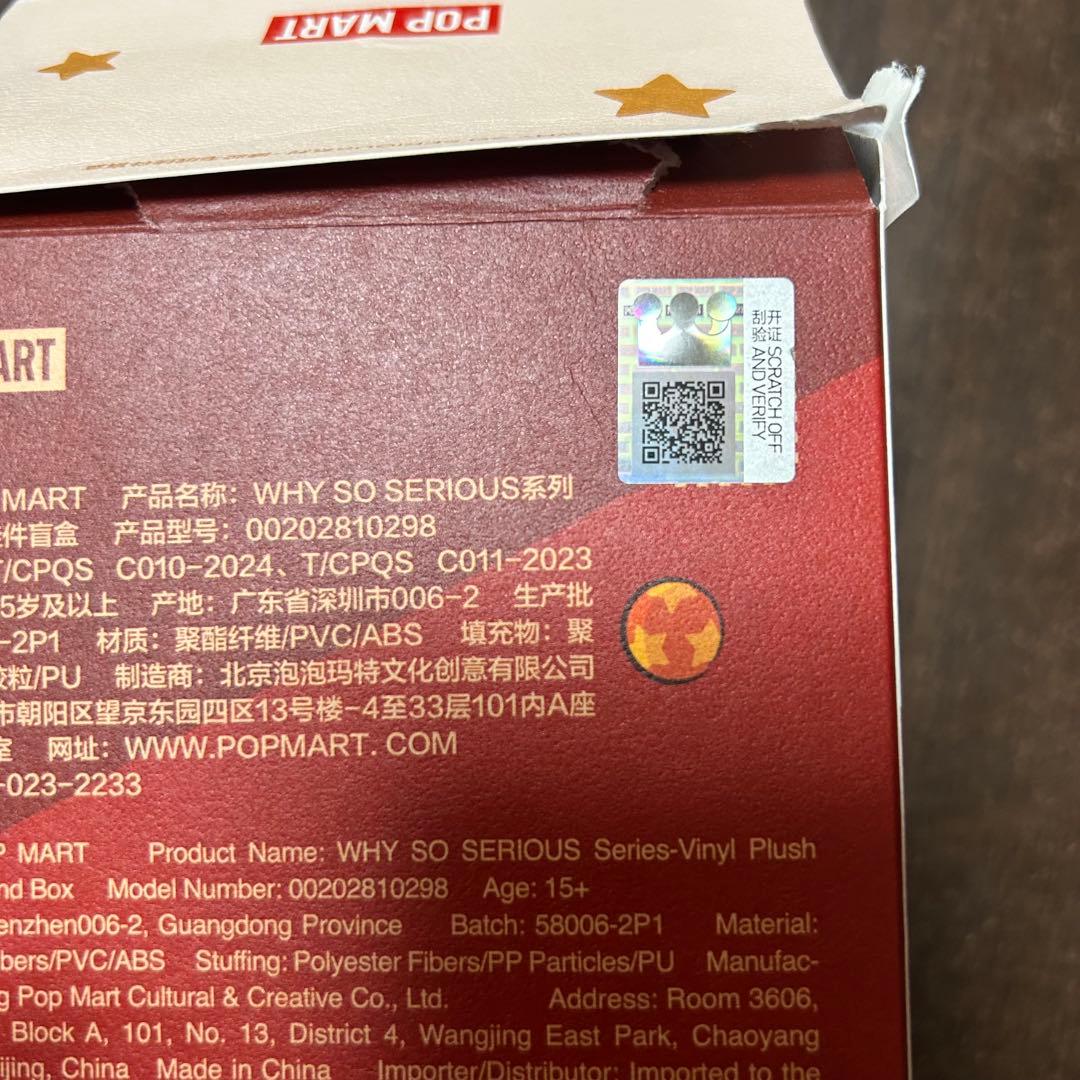 POP MART
开 证 SCRATCH OFF
刮 验 AND VERIFY
ART
MART 产品名称：WHY SO SERIOUS系列
件盲盒 产品型号：00202810298
T/CPQS C010-2024、T/CPQS C011-2023
5岁及以上 产地：广东省深圳市006-2 生产批
-2P1 材质：聚酯纤维/PVC/ABS 填充物：聚
胶粒/PU 制造商：北京泡泡玛特文化创意有限公司
市朝阳区望京东园四区13号楼-4至33层101内A座
室 网址：WWW.POPMART.COM
-023-2233
P MART Product Name: WHY SO SERIOUS Series-Vinyl Plush
nd Box Model Number: 00202810298 Age: 15+
enzhen006-2, Guangdong Province Batch: 58006-2P1 Material:
bers/PVC/ABS Stuffing: Polyester Fibers/PP Particles/PU Manufac-
g Pop Mart Cultural & Creative Co., Ltd. Address: Room 3606,
Block A, 101, No. 13, District 4, Wangjing East Park, Chaoyang
ijing, China Made in China Importer/Distributor: Imported to the